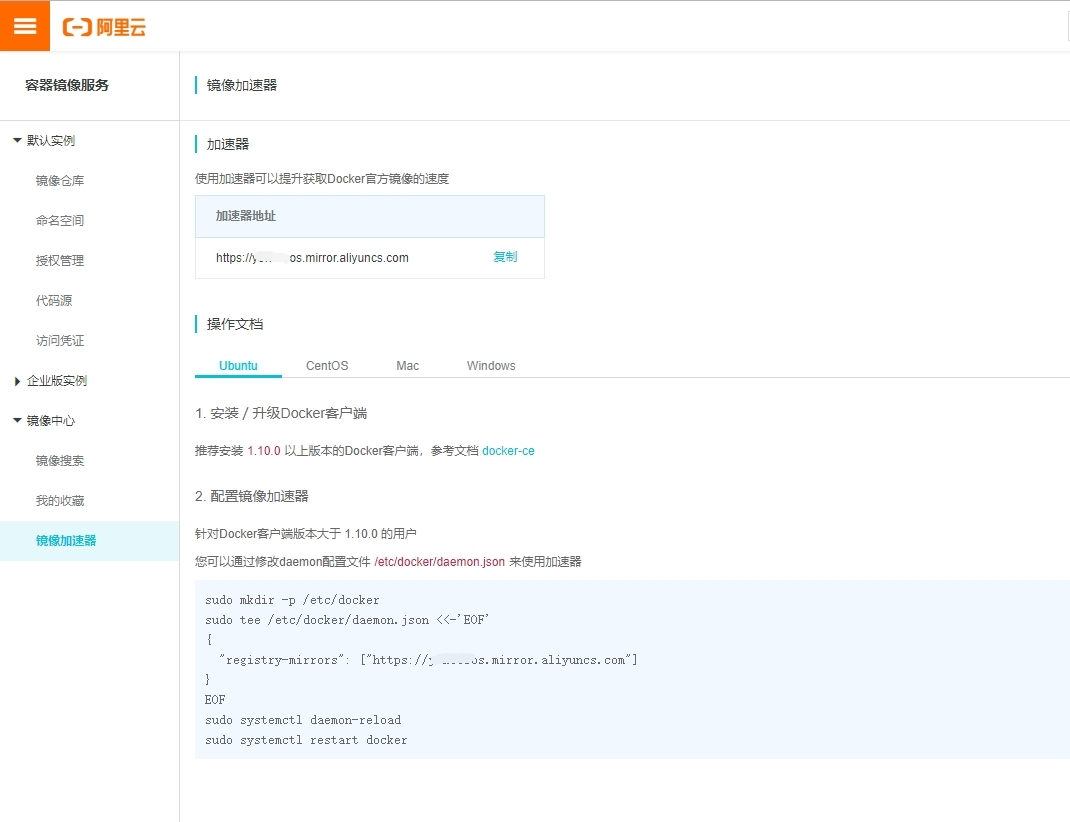 阿里云
容器镜像服务
镜像加速器
默认实例
镜像仓库
命名空间
授权管理
代码源
访问凭证
企业版实例
镜像中心
镜像搜索
我的收藏
镜像加速器
加速器
使用加速器可以提升获取Docker官方镜像的速度
加速器地址
os.mirror.aliyuncs.com 复制
操作文档
Ubuntu CentOS Mac Windows
1. 安装 / 升级Docker客户端
推荐安装 1.10.0 以上版本的Docker客户端，参考文档 docker-ce
2. 配置镜像加速器
针对Docker客户端版本大于 1.10.0 的用户
您可以通过修改daemon配置文件 /etc/docker/daemon.json 来使用加速器
sudo mkdir -p /etc/docker
sudo tee /etc/docker/daemon.json <<-'EOF'
{
"registry-mirrors": ["https://y os.mirror.aliyuncs.com"]
}
EOF
sudo systemctl daemon-reload
sudo systemctl restart docker